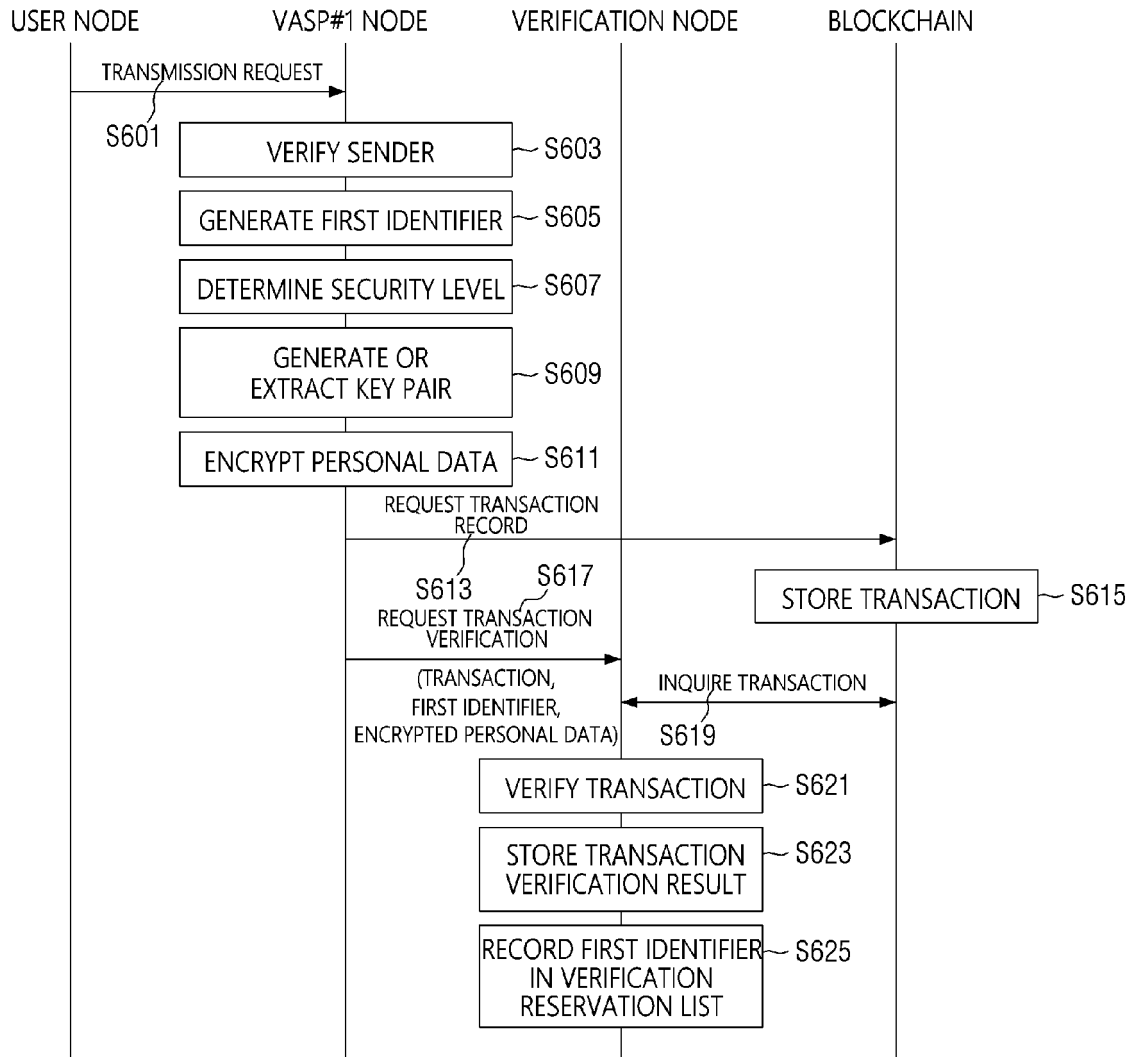 USER NODE
VASP#1 NODE
VERIFICATION NODE
BLOCKCHAIN
TRANSMISSION REQUEST
S601
VERIFY SENDER
S603
GENERATE FIRST IDENTIFIER
S605
DETERMINE SECURITY LEVEL
S607
GENERATE OR
EXTRACT KEY PAIR
S609
ENCRYPT PERSONAL DATA
S611
REQUEST TRANSACTION
RECORD
S613
STORE TRANSACTION
S615
S617
REQUEST TRANSACTION
VERIFICATION
(TRANSACTION,
FIRST IDENTIFIER,
ENCRYPTED PERSONAL DATA)
INQUIRE TRANSACTION
S619
VERIFY TRANSACTION
S621
STORE TRANSACTION
VERIFICATION RESULT
S623
RECORD FIRST IDENTIFIER
IN VERIFICATION
RESERVATION LIST
S625